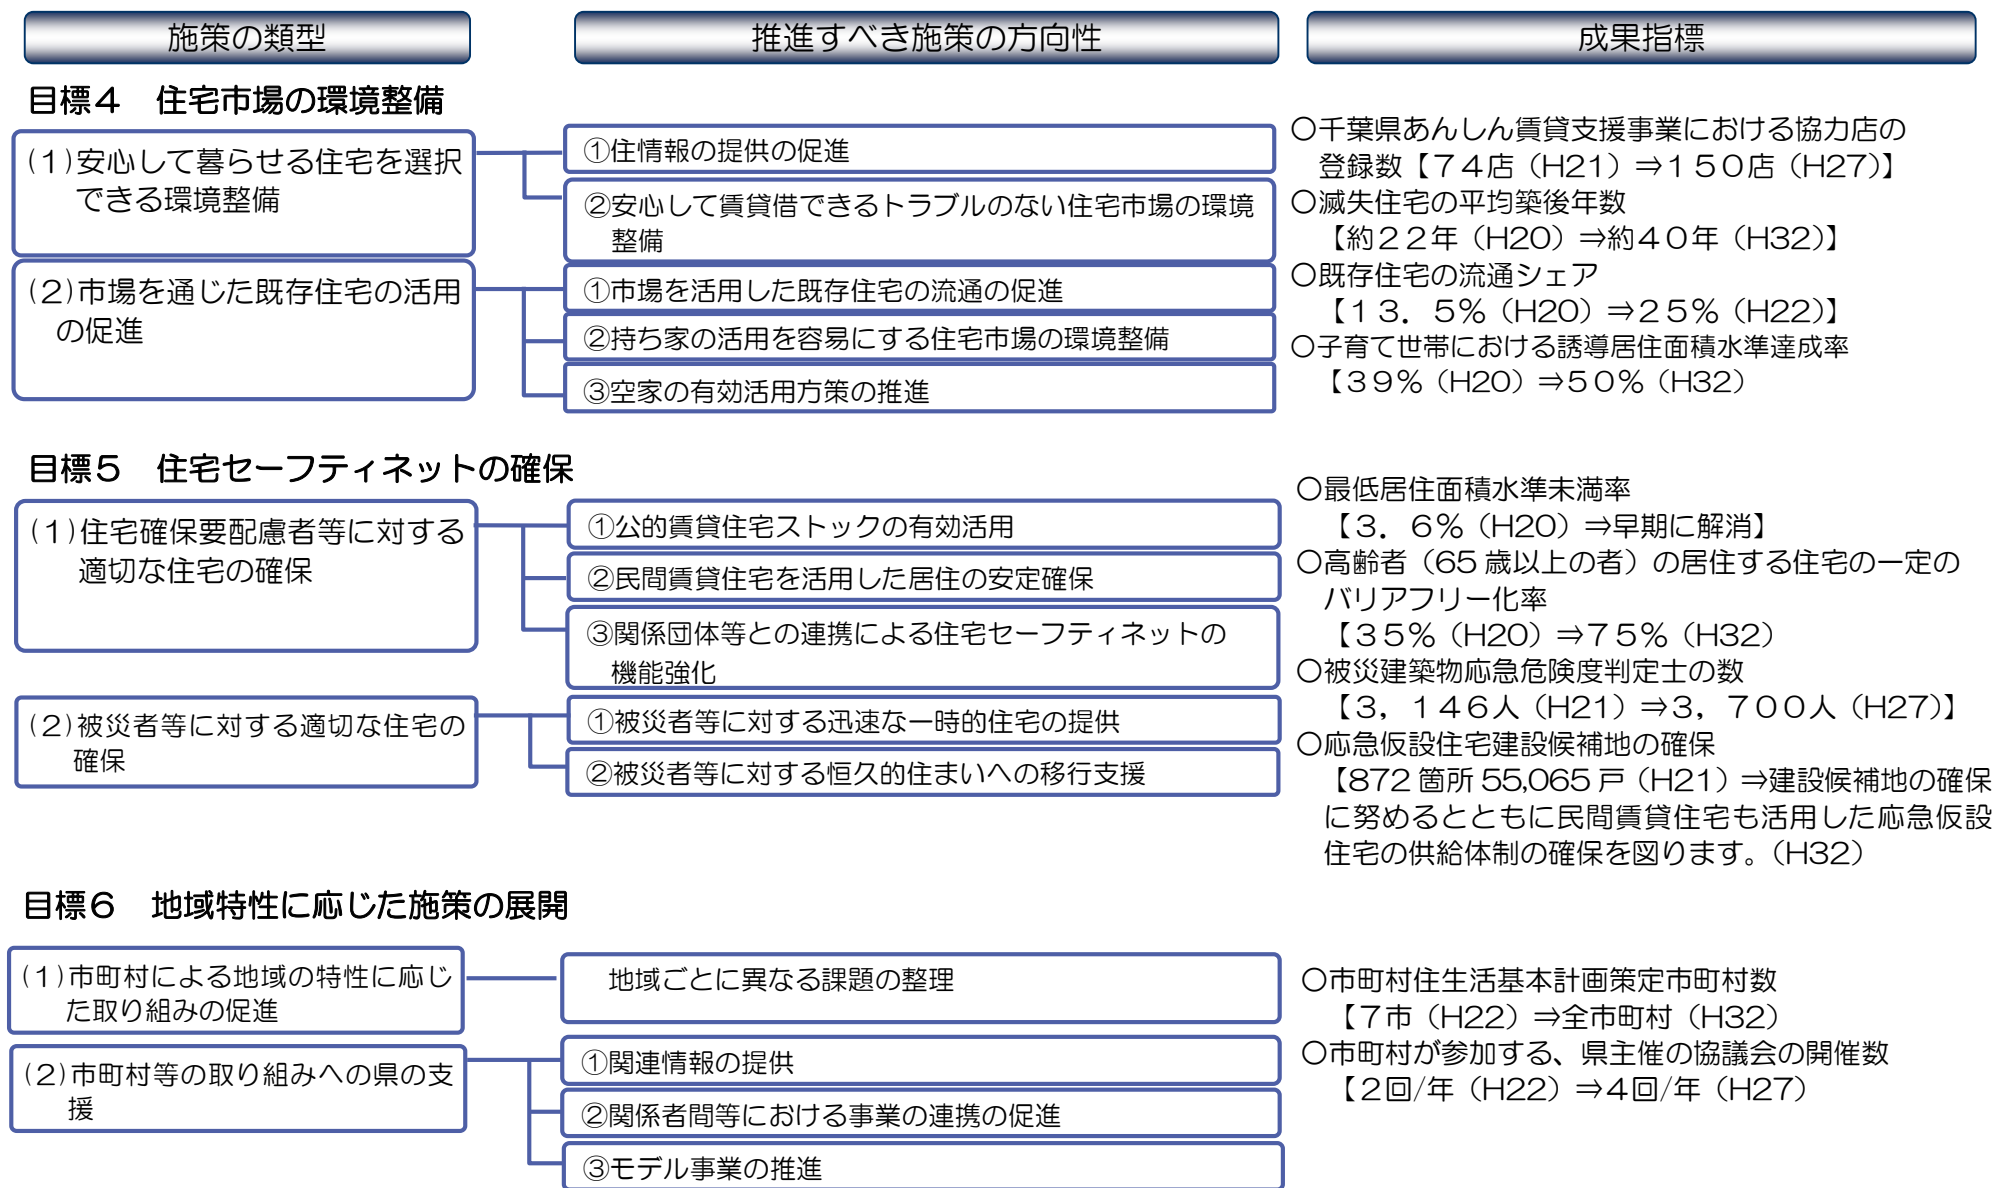 施策の類型
推進すべき施策の方向性
成果指標
目標４　住宅市場の環境整備
(１)安心して暮らせる住宅を選択
できる環境整備
①住情報の提供の促進
②安心して賃貸借できるトラブルのない住宅市場の環境
整備
(２)市場を通じた既存住宅の活用
の促進
①市場を活用した既存住宅の流通の促進
②持ち家の活用を容易にする住宅市場の環境整備
③空家の有効活用方策の推進
○千葉県あんしん賃貸支援事業における協力店の
登録数【７４店（H21）⇒１５０店（H27）】
○滅失住宅の平均築後年数
【約２２年（H20）⇒約４０年（H32）】
○既存住宅の流通シェア
【１３．５％（H20）⇒２５％（H22）】
○子育て世帯における誘導居住面積水準達成率
【３９％（H20）⇒５０％（H32）
目標５　住宅セーフティネットの確保
(１)住宅確保要配慮者等に対する
適切な住宅の確保
①公的賃貸住宅ストックの有効活用
②民間賃貸住宅を活用した居住の安定確保
③関係団体等との連携による住宅セーフティネットの
機能強化
(２)被災者等に対する適切な住宅の
確保
①被災者等に対する迅速な一時的住宅の提供
②被災者等に対する恒久的住まいへの移行支援
○最低居住面積水準未満率
【３．６％（H20）⇒早期に解消】
○高齢者（65 歳以上の者）の居住する住宅の一定の
バリアフリー化率
【３５％（H20）⇒７５％（H32）
○被災建築物応急危険度判定士の数
【３，１４６人（H21）⇒３，７００人（H27）】
○応急仮設住宅建設候補地の確保
【872 箇所 55,065 戸（H21）⇒建設候補地の確保
に努めるとともに民間賃貸住宅も活用した応急仮設
住宅の供給体制の確保を図ります。（H32）
目標６　地域特性に応じた施策の展開
(１)市町村による地域の特性に応じ
た取り組みの促進
地域ごとに異なる課題の整理
(２)市町村等の取り組みへの県の支
援
①関連情報の提供
②関係者間等における事業の連携の促進
③モデル事業の推進
○市町村住生活基本計画策定市町村数
【７市（H22）⇒全市町村（H32）
○市町村が参加する、県主催の協議会の開催数
【２回/年（H22）⇒４回/年（H27）